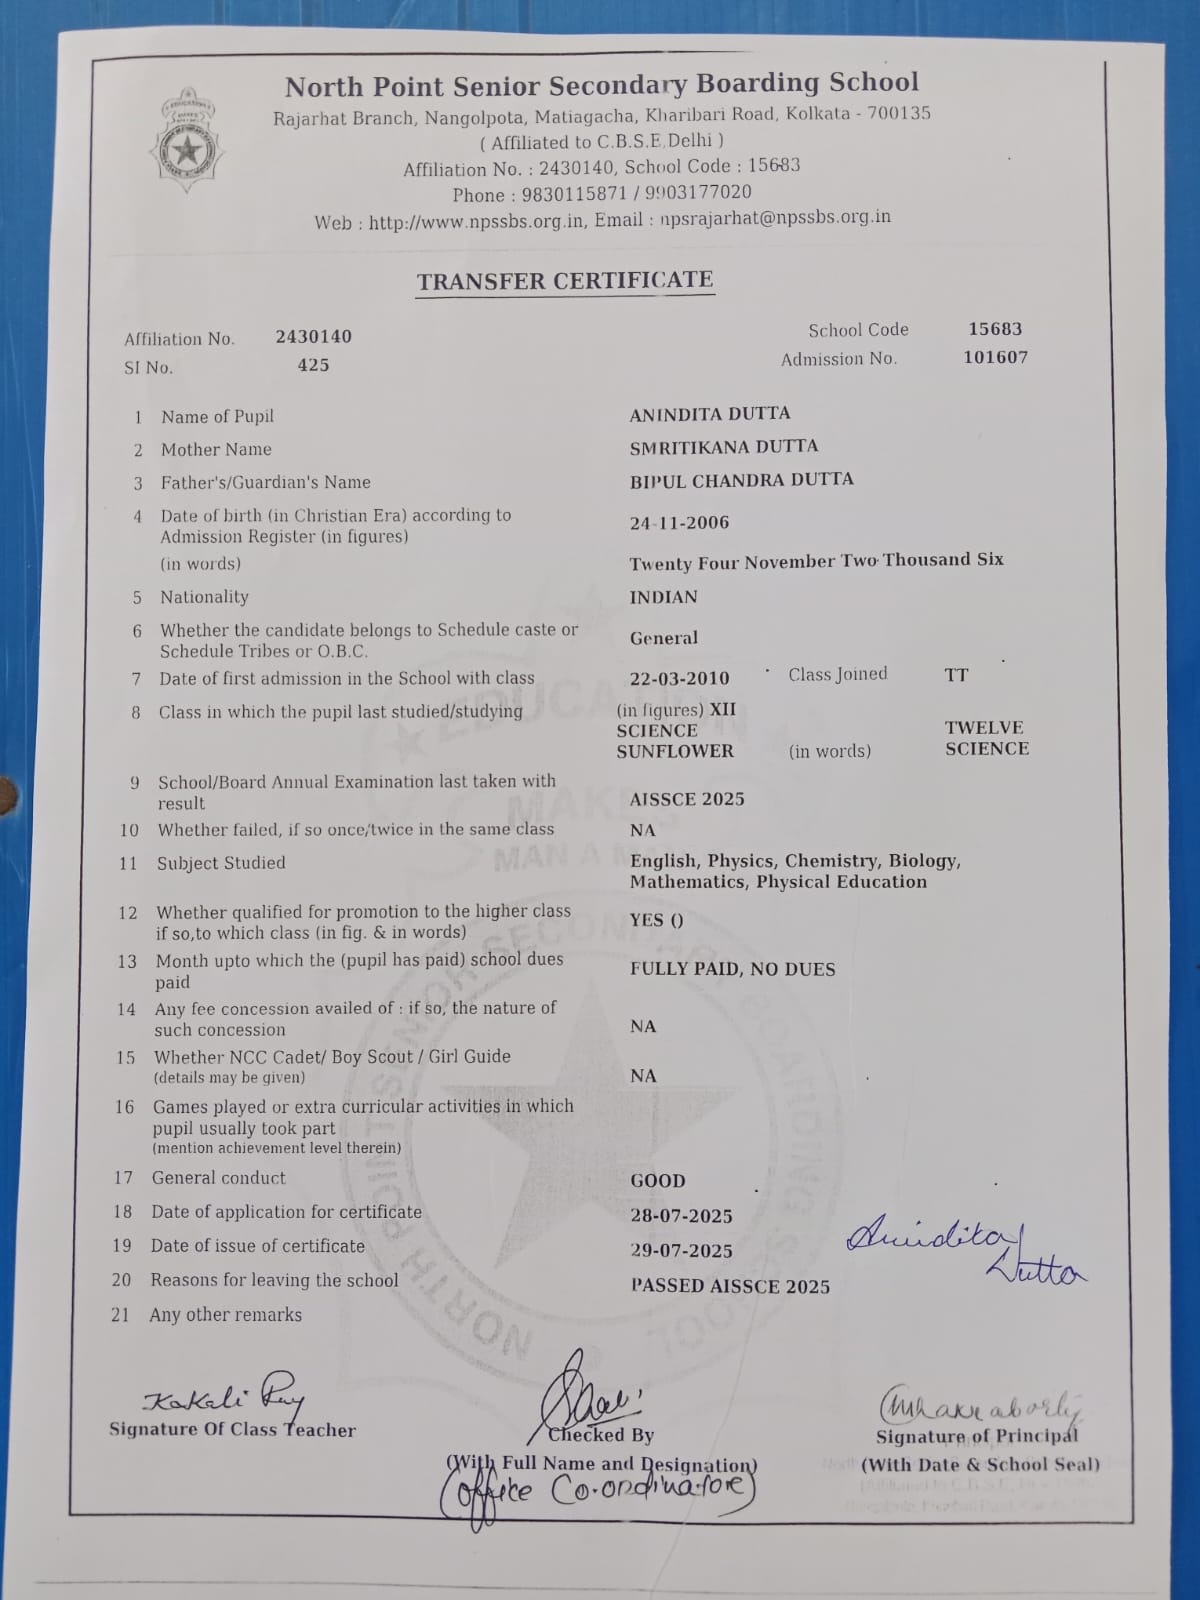 North Point Senior Secondary Boarding School
Rajarhat Branch, Nangolpota, Matiagacha, Kharibari Road, Kolkata - 700135
( Affiliated to C.B.S.E,Delhi )
Affiliation No. : 2430140, School Code : 15683
Phone : 9830115871 / 9903177020
Web : http://www.npssbs.org.in, Email : npsrajarhat@npssbs.org.in
TRANSFER CERTIFICATE
Affiliation No. 2430140 School Code 15683
SI No. 425 Admission No. 101607
1 Name of Pupil ANINDITA DUTTA
2 Mother Name SMRITIKANA DUTTA
3 Father's/Guardian's Name BIPUL CHANDRA DUTTA
4 Date of birth (in Christian Era) according to
Admission Register (in figures) 24-11-2006
(in words) Twenty Four November Two Thousand Six
5 Nationality INDIAN
6 Whether the candidate belongs to Schedule caste or
Schedule Tribes or O.B.C. General
7 Date of first admission in the School with class 22-03-2010 Class Joined TT
8 Class in which the pupil last studied/studying (in figures) XII
SCIENCE TWELVE
SUNFLOWER (in words) SCIENCE
9 School/Board Annual Examination last taken with
result AISSCE 2025
10 Whether failed, if so once/twice in the same class NA
11 Subject Studied English, Physics, Chemistry, Biology,
Mathematics, Physical Education
12 Whether qualified for promotion to the higher class
if so,to which class (in fig. & in words) YES ()
13 Month upto which the (pupil has paid) school dues
paid FULLY PAID, NO DUES
14 Any fee concession availed of : if so, the nature of
such concession NA
15 Whether NCC Cadet/ Boy Scout / Girl Guide
(details may be given) NA
16 Games played or extra curricular activities in which
pupil usually took part
(mention achievement level therein)
17 General conduct GOOD
18 Date of application for certificate 28-07-2025
19 Date of issue of certificate 29-07-2025
Anindita
Dutta
20 Reasons for leaving the school PASSED AISSCE 2025
21 Any other remarks
Kakali Ray
Signature Of Class Teacher Checked By Signature of Principal
(With Full Name and Designation) (With Date & School Seal)
(Office Co-ordinatore)
EDUCATION
MAKES
MAN A
NORTH POINT SENIOR SECONDARY BOARDING SCHOOL